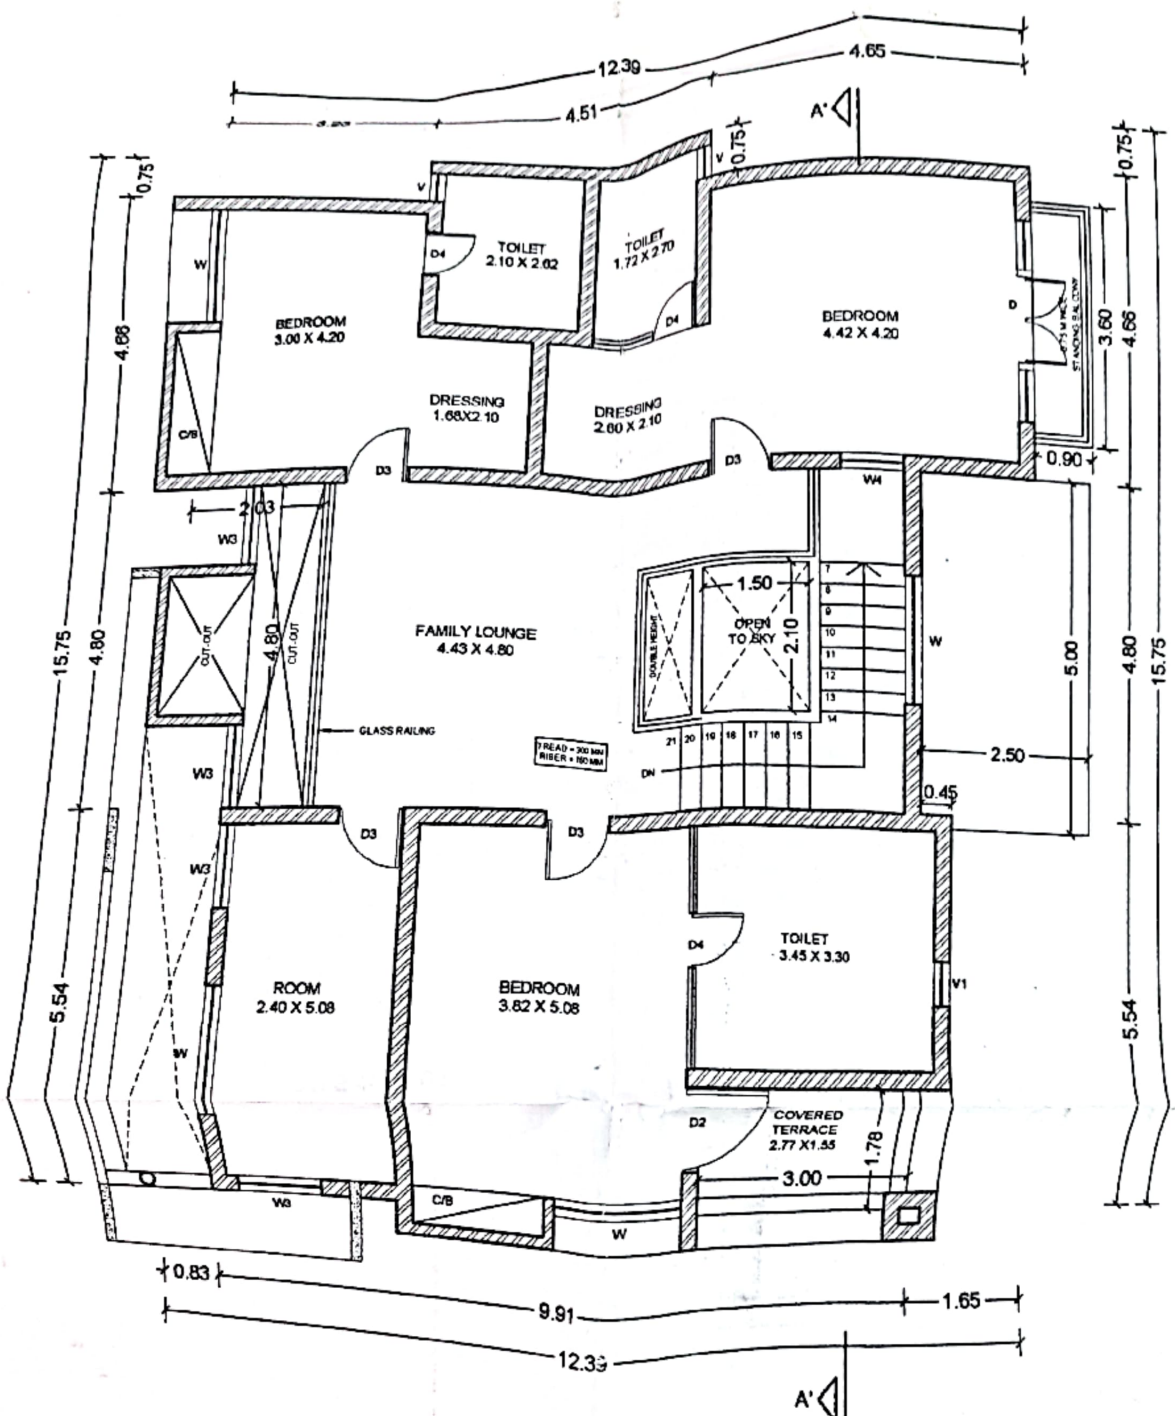 12.39
4.65
4.51
A'
0.75
V
V
0.75
0.75
W
TOILET
2.10 X 2.62
D4
TOILET
1.72 X 2.70
D4
BEDROOM
3.00 X 4.20
BEDROOM
4.42 X 4.20
D
STANDING BALCONY
3.60
4.66
4.66
DRESSING
1.68X2.10
DRESSING
2.60 X 2.10
C/B
D3
D3
W4
0.90
2.03
W3
CUT-OUT
4.80
CUT-OUT
FAMILY LOUNGE
4.43 X 4.80
DOUBLE HEIGHT
1.50
OPEN
TO SKY
2.10
7
8
9
10
11
12
13
14
W
5.00
4.80
15.75
15.75
4.80
GLASS RAILING
TREAD = 300 MM
RISER = 150 MM
21
20
19
18
17
16
15
DN
2.50
0.45
W3
D3
D3
W3
ROOM
2.40 X 5.08
BEDROOM
3.82 X 5.08
D4
TOILET
3.45 X 3.30
V1
5.54
5.54
W
D2
COVERED
TERRACE
2.77 X1.55
1.78
3.00
W3
C/B
W
0.83
9.91
1.65
12.39
A'